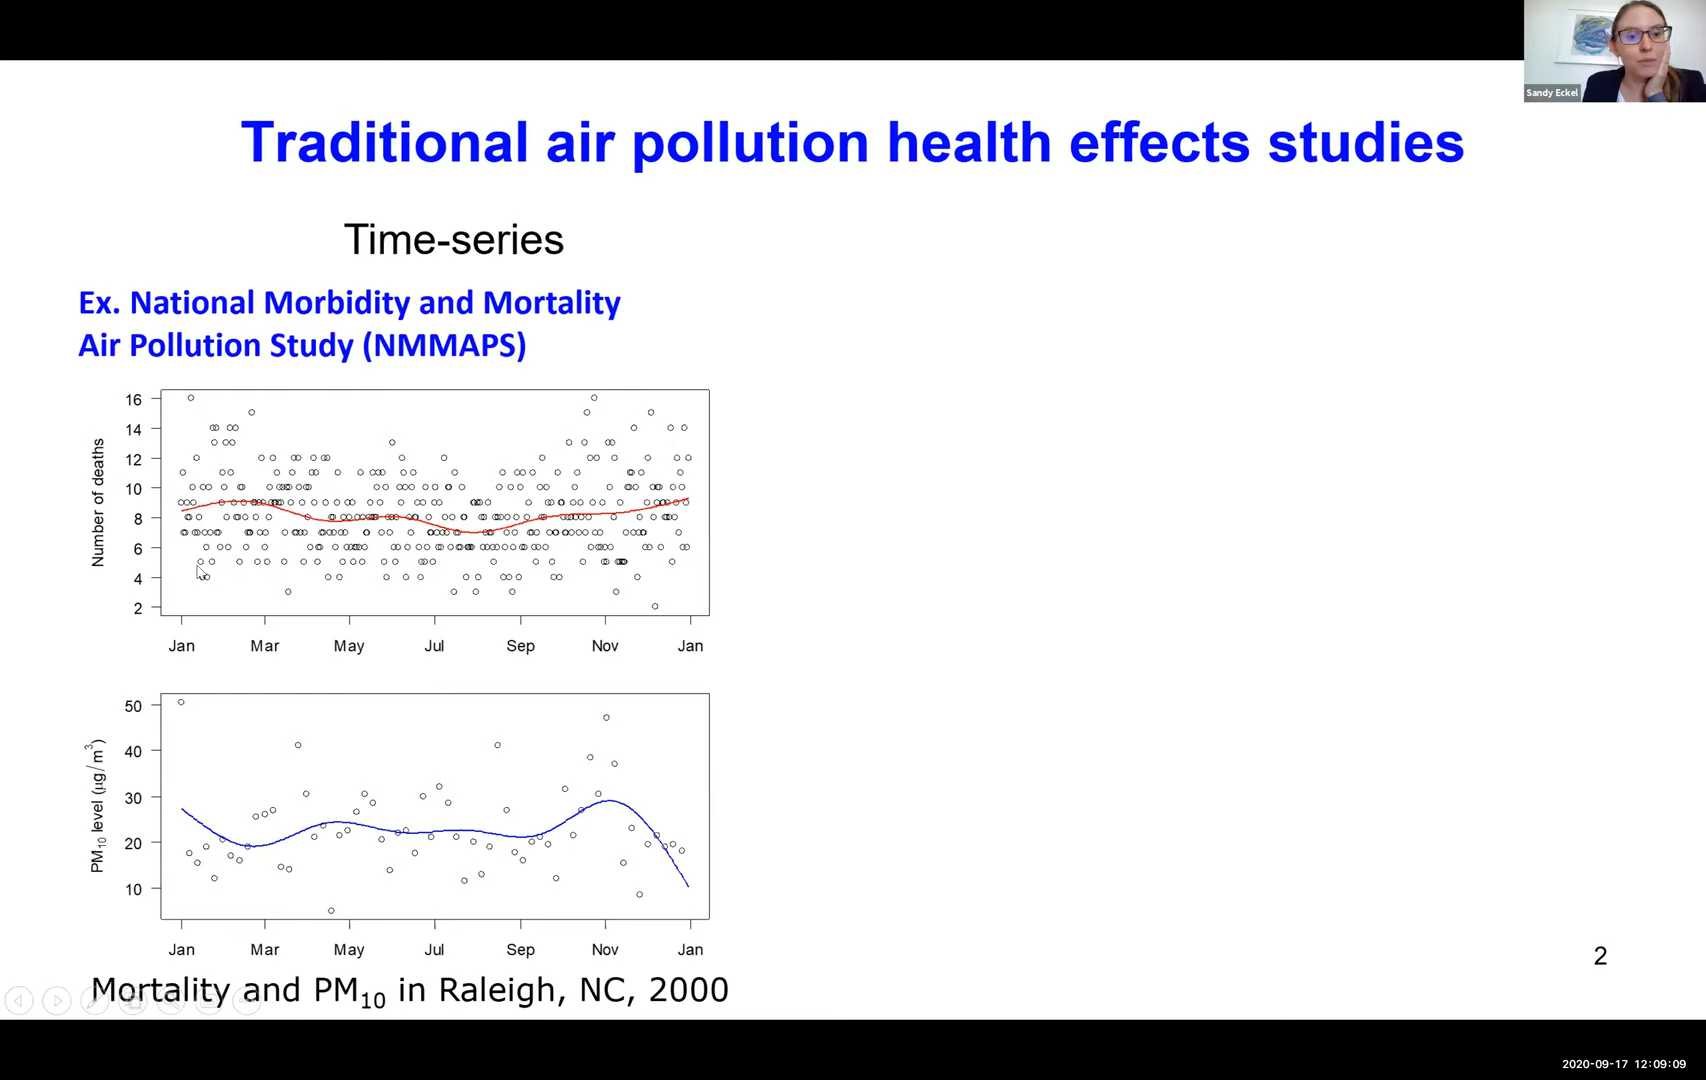 Sandy Eckel
Traditional air pollution health effects studies
Time-series
Ex. National Morbidity and Mortality
Air Pollution Study (NMMAPS)
Number of deaths
16
14
12
10
8
6
4
2
Jan Mar May Jul Sep Nov Jan
PM10 level (μg/m3)
50
40
30
20
10
Jan Mar May Jul Sep Nov Jan
2
Mortality and PM10 in Raleigh, NC, 2000
2020-09-17 12:09:09